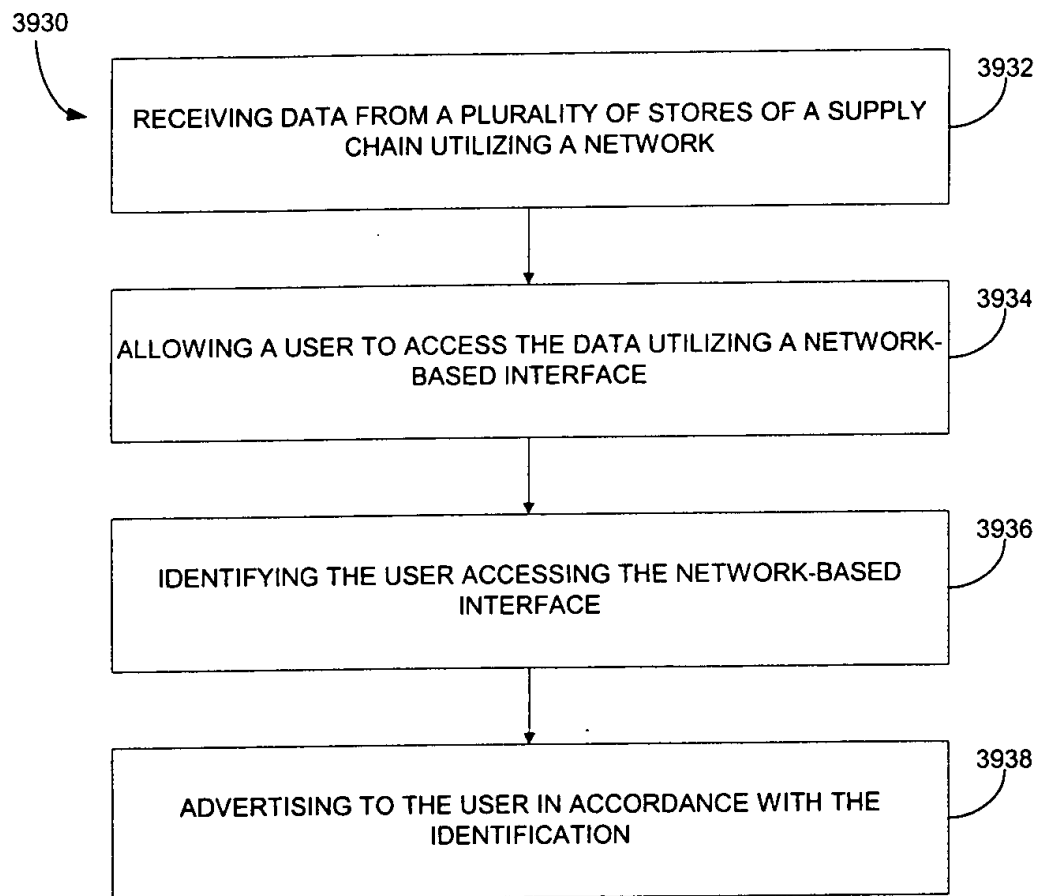 3930
3932
RECEIVING DATA FROM A PLURALITY OF STORES OF A SUPPLY
CHAIN UTILIZING A NETWORK
3934
ALLOWING A USER TO ACCESS THE DATA UTILIZING A NETWORK-
BASED INTERFACE
3936
IDENTIFYING THE USER ACCESSING THE NETWORK-BASED
INTERFACE
3938
ADVERTISING TO THE USER IN ACCORDANCE WITH THE
IDENTIFICATION